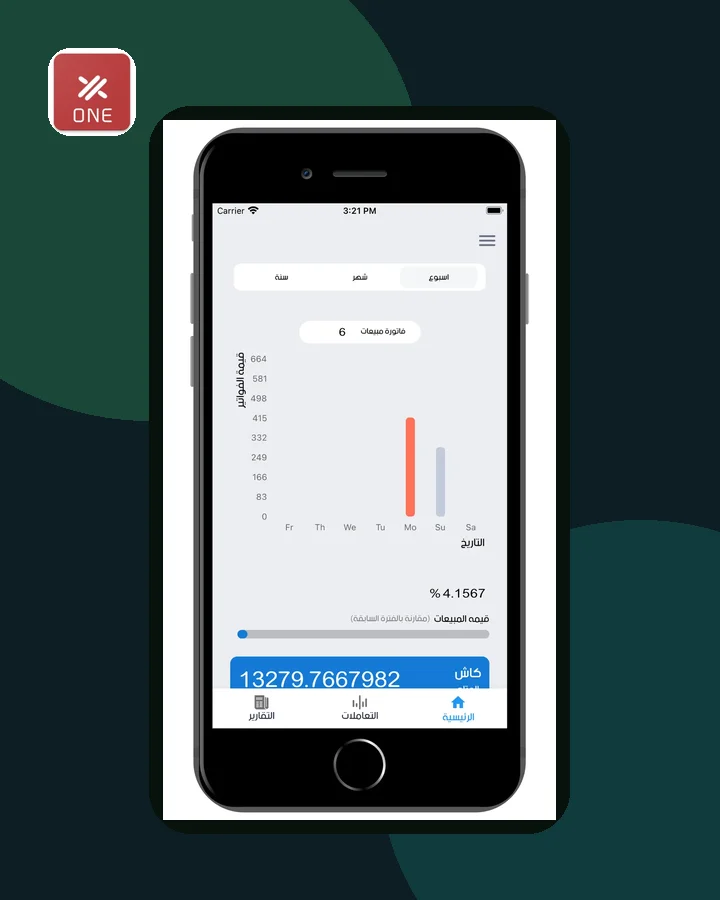 ONE
Carrier 3:21 PM
اسبوع شهر سنة
فاتورة مبيعات 6
قيمة الفواتير
664
581
498
415
332
249
166
83
0
Fr Th We Tu Mo Su Sa
التاريخ
% 4.1567
قيمه المبيعات (مقارنة بالفترة السابقة)
كاش 13279.7667982
الرئيسية التعاملات التقارير